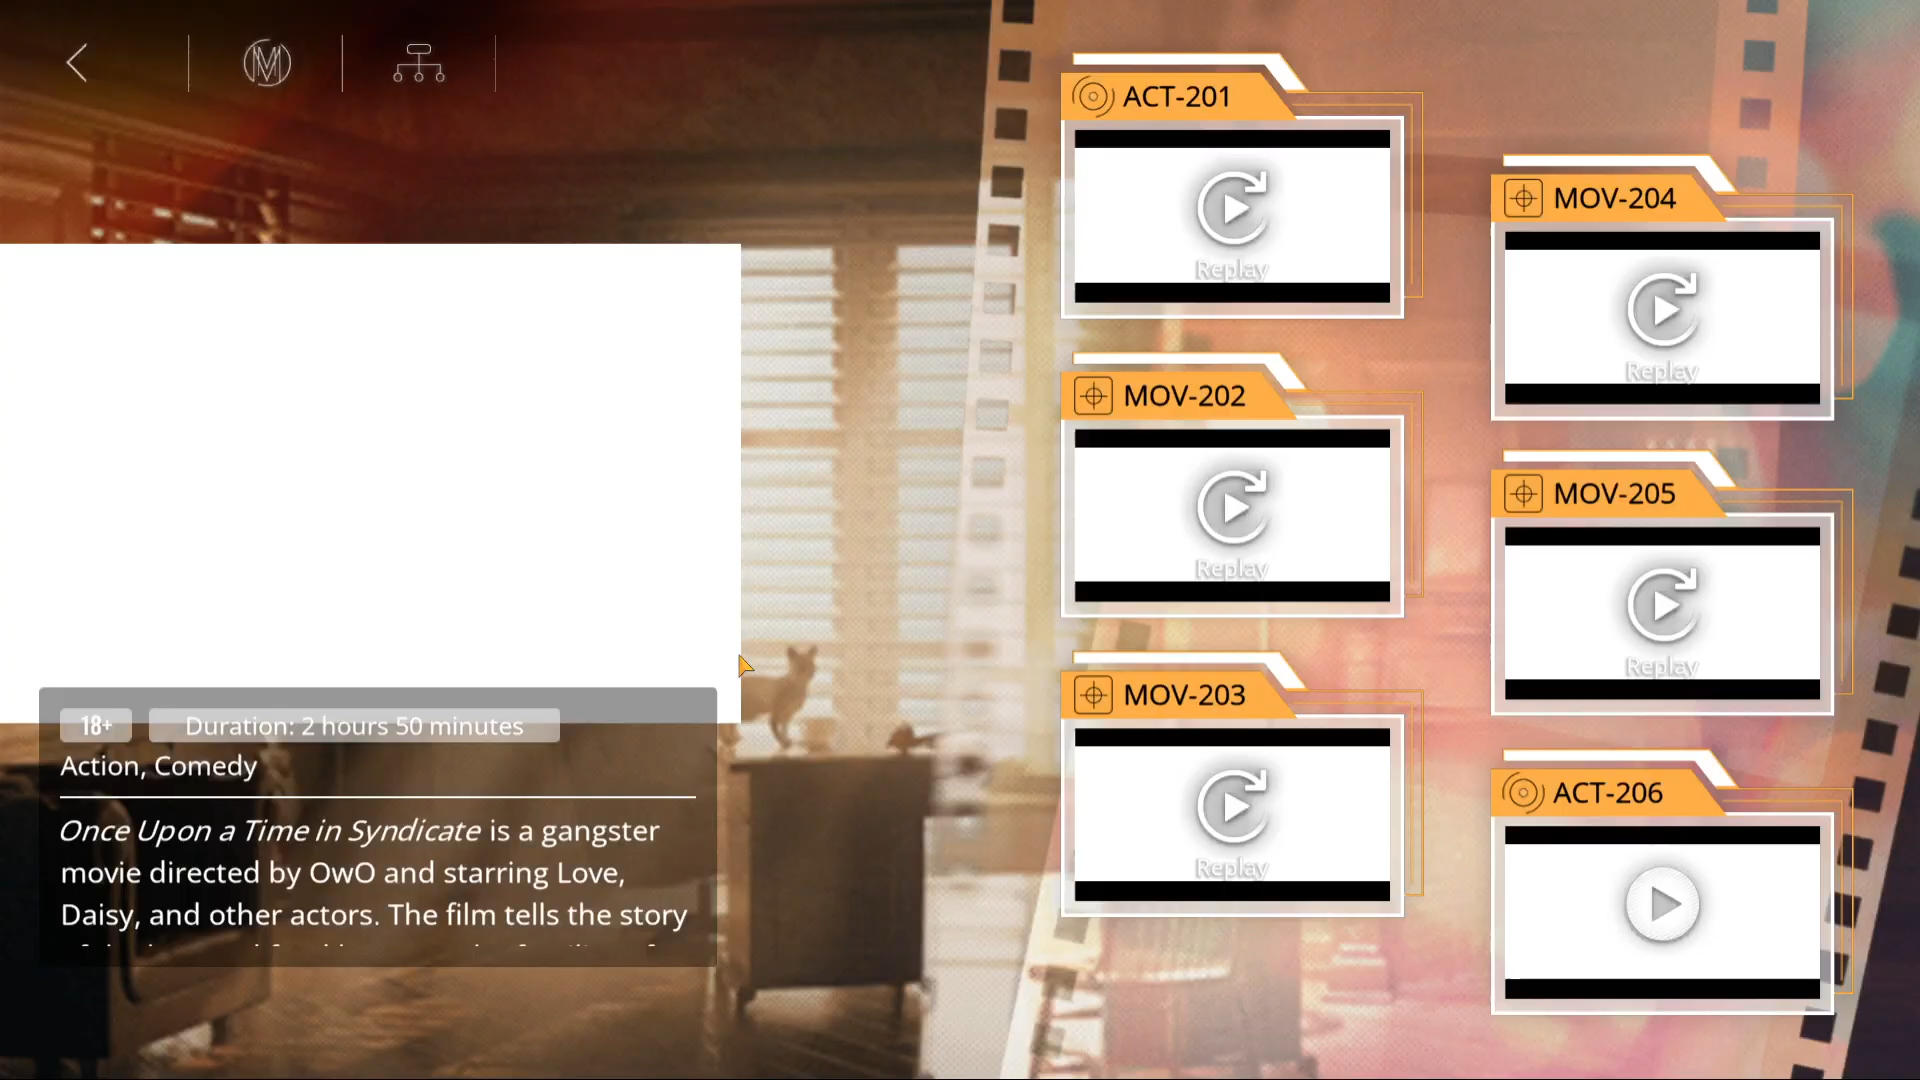 18+
Duration: 2 hours 50 minutes
Action, Comedy
Once Upon a Time in Syndicate is a gangster
movie directed by OwO and starring Love,
Daisy, and other actors. The film tells the story
ACT-201
Replay
MOV-202
Replay
MOV-203
Replay
MOV-204
Replay
MOV-205
Replay
ACT-206